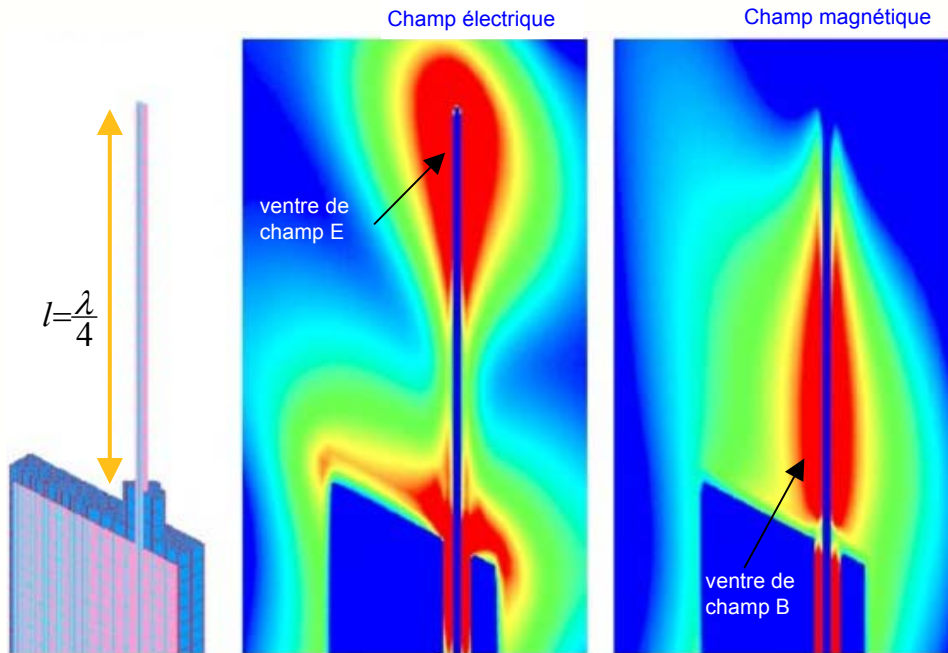 Champ électrique
Champ magnétique
ventre de
champ E
l=λ/4
ventre de
champ B